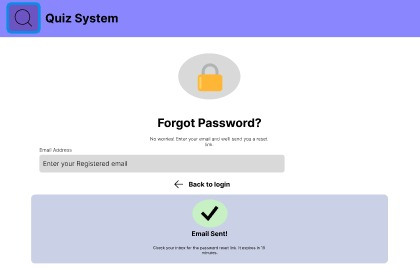 Quiz System
Forgot Password?
No worries! Enter your email and we'll send you a reset
link.
Email Address
Enter your Registered email
Back to login
Email Sent!
Check your inbox for the password reset link. It expires in 15
minutes.